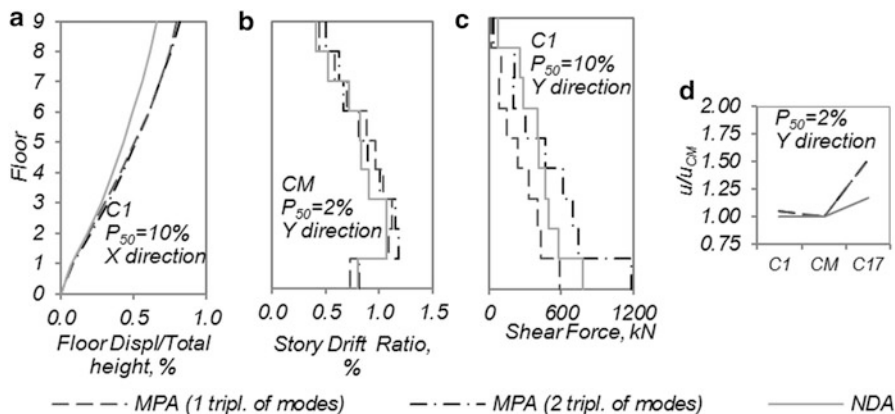 a
9
8
7
6
5
4
3
2
1
0
Floor
C1
P50=10%
X direction
0.0 0.5 1.0
Floor Displ/Total
height, %
b
CM
P50=2%
Y direction
0.0 0.5 1.0 1.5
Story Drift Ratio,
%
c
C1
P50=10%
Y direction
0 600 1200
Shear Force, kN
d
2.00
1.75
1.50
1.25
1.00
0.75
u/uCM
P50=2%
Y direction
C1 CM C17
MPA (1 tripl. of modes) MPA (2 tripl. of modes) NDA